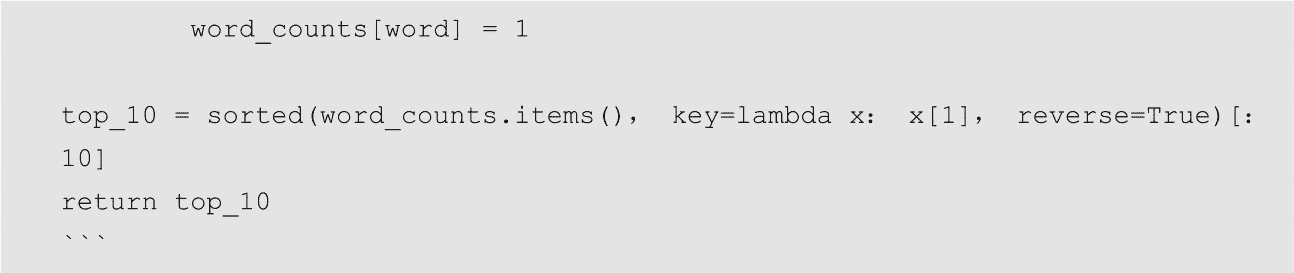 word_counts[word] = 1
top_10 = sorted(word_counts.items(), key=lambda x: x[1], reverse=True)[:
10]
return top_10
```